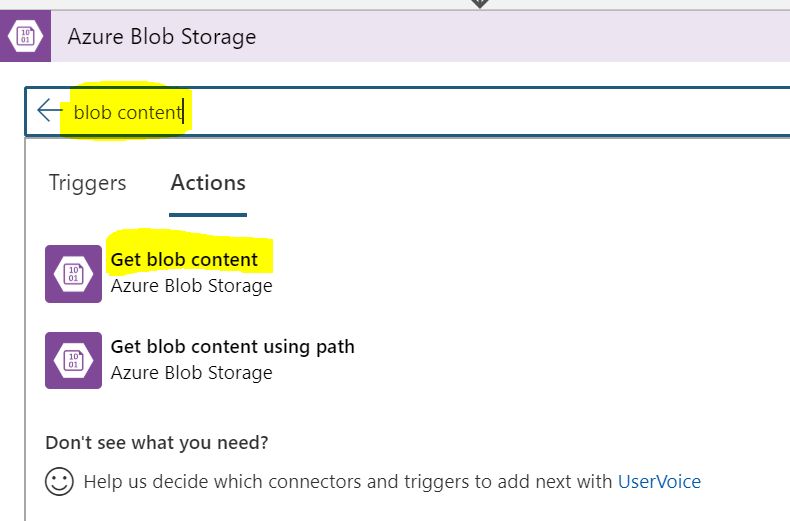 Azure Blob Storage
blob content
Triggers Actions
Get blob content
Azure Blob Storage
Get blob content using path
Azure Blob Storage
Don't see what you need?
Help us decide which connectors and triggers to add next with UserVoice